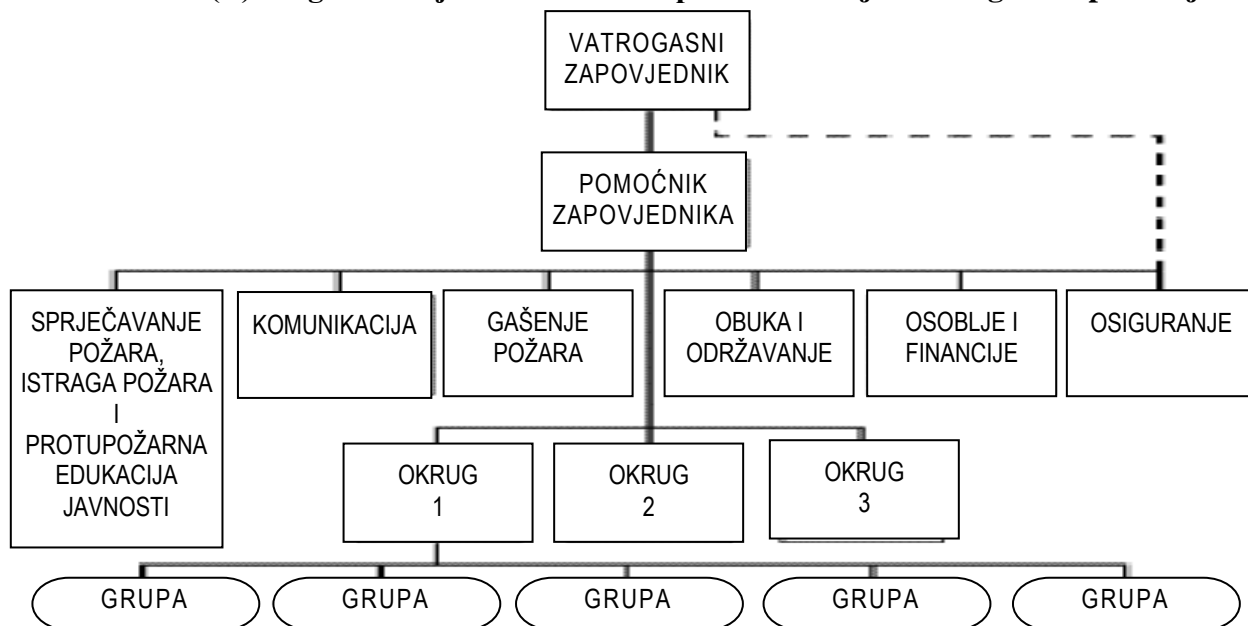 VATROGASNI
ZAPOVJEDNIK
POMOĆNIK
ZAPOVJEDNIKA
SPRJEČAVANJE
POŽARA,
ISTRAGA POŽARA
I
PROTUPOŽARNA
EDUKACIJA
JAVNOSTI
KOMUNIKACIJA
GAŠENJE
POŽARA
OBUKA I
ODRŽAVANJE
OSOBLJE I
FINANCIJE
OSIGURANJE
OKRUG
1
OKRUG
2
OKRUG
3
GRUPA
GRUPA
GRUPA
GRUPA
GRUPA